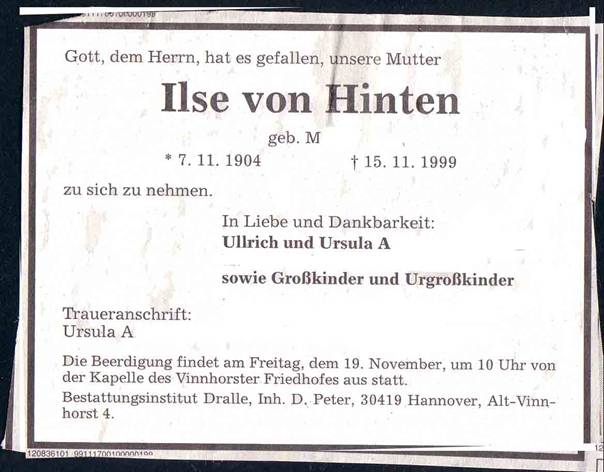 Gott, dem Herrn, hat es gefallen, unsere Mutter
Ilse von Hinten
geb. M
* 7. 11. 1904 † 15. 11. 1999
zu sich zu nehmen.
In Liebe und Dankbarkeit:
Ullrich und Ursula A
sowie Großkinder und Urgroßkinder
Traueranschrift:
Ursula A
Die Beerdigung findet am Freitag, dem 19. November, um 10 Uhr von
der Kapelle des Vinnhorster Friedhofes aus statt.
Bestattungsinstitut Dralle, Inh. D. Peter, 30419 Hannover, Alt-Vinn-
horst 4.
120836101 9911170010000199